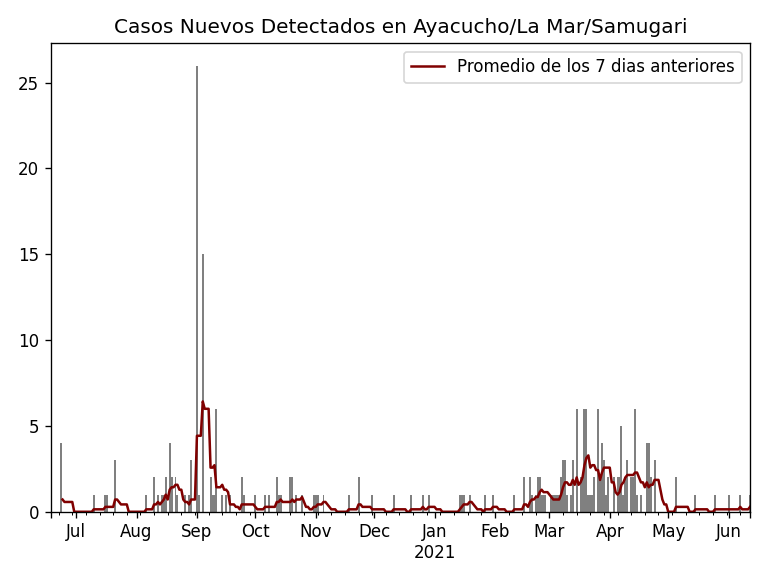 Casos Nuevos Detectados en Ayacucho/La Mar/Samugari
Promedio de los 7 dias anteriores
25
20
15
10
5
0
Jul Aug Sep Oct Nov Dec Jan Feb Mar Apr May Jun
2021